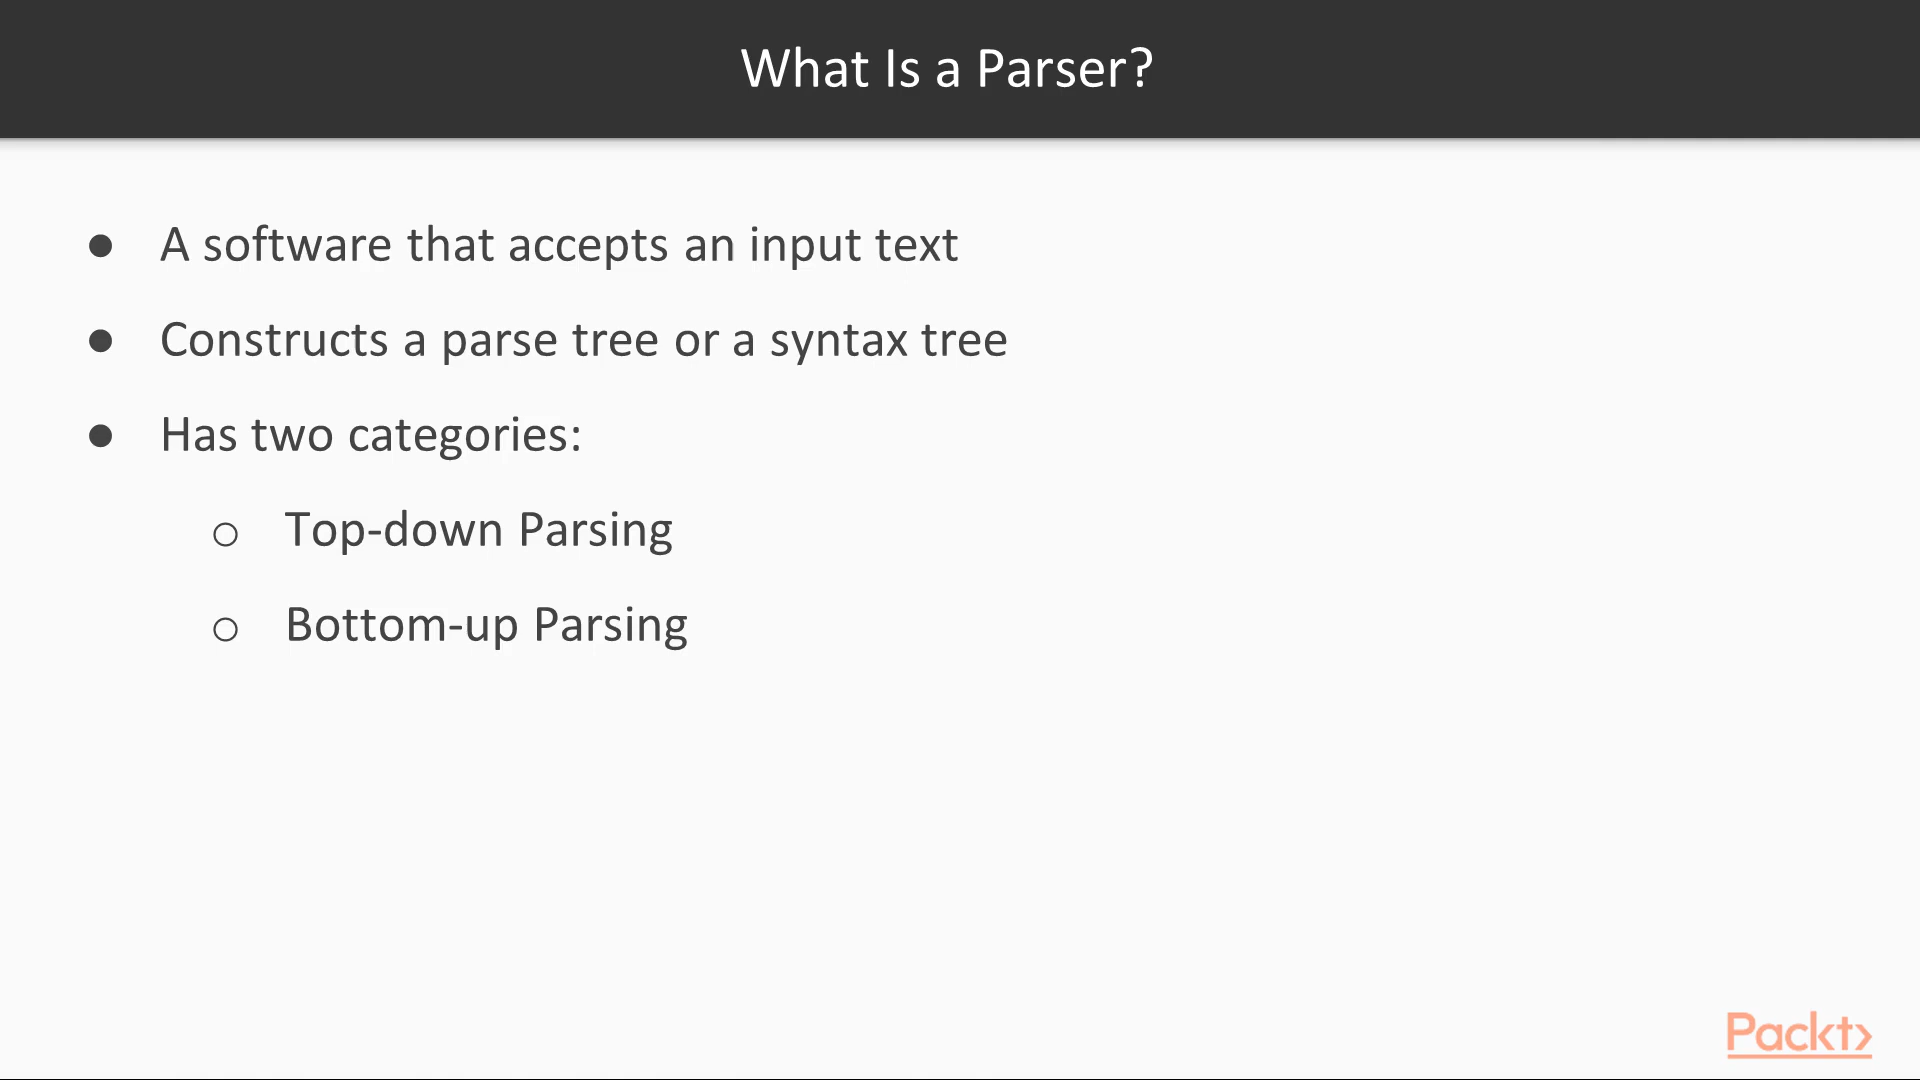 What Is a Parser?
● A software that accepts an input text
● Constructs a parse tree or a syntax tree
● Has two categories:
○ Top-down Parsing
○ Bottom-up Parsing
Packt>